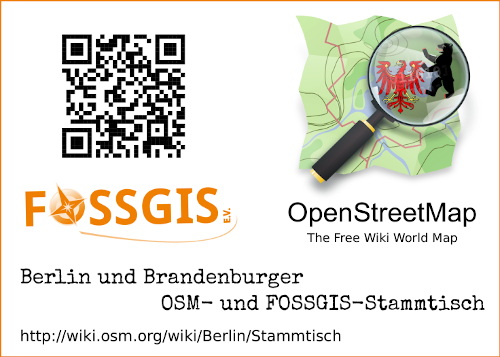 FOSSGIS e.V.
OpenStreetMap
The Free Wiki World Map
Berlin und Brandenburger
OSM- und FOSSGIS-Stammtisch
http://wiki.osm.org/wiki/Berlin/Stammtisch